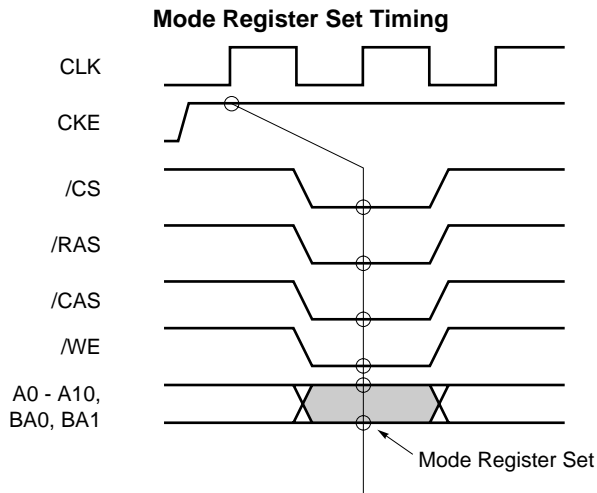 Mode Register Set Timing
CLK
CKE
/CS
/RAS
/CAS
/WE
A0 - A10,
BA0, BA1
Mode Register Set